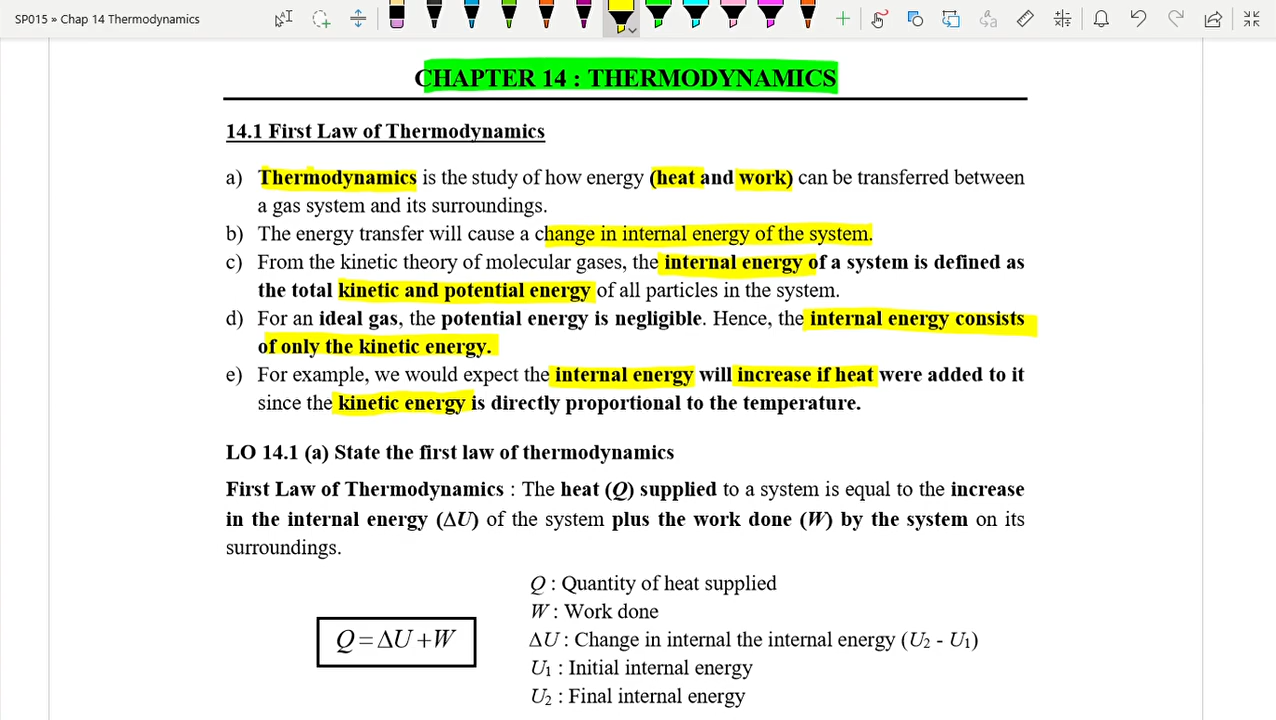 SP015 » Chap 14 Thermodynamics
CHAPTER 14 : THERMODYNAMICS
14.1 First Law of Thermodynamics
a) Thermodynamics is the study of how energy (heat and work) can be transferred between
a gas system and its surroundings.
b) The energy transfer will cause a change in internal energy of the system.
c) From the kinetic theory of molecular gases, the internal energy of a system is defined as
the total kinetic and potential energy of all particles in the system.
d) For an ideal gas, the potential energy is negligible. Hence, the internal energy consists
of only the kinetic energy.
e) For example, we would expect the internal energy will increase if heat were added to it
since the kinetic energy is directly proportional to the temperature.
LO 14.1 (a) State the first law of thermodynamics
First Law of Thermodynamics : The heat (Q) supplied to a system is equal to the increase
in the internal energy (ΔU) of the system plus the work done (W) by the system on its
surroundings.
Q = ΔU + W
Q : Quantity of heat supplied
W : Work done
ΔU : Change in internal the internal energy (U₂ - U₁)
U₁ : Initial internal energy
U₂ : Final internal energy